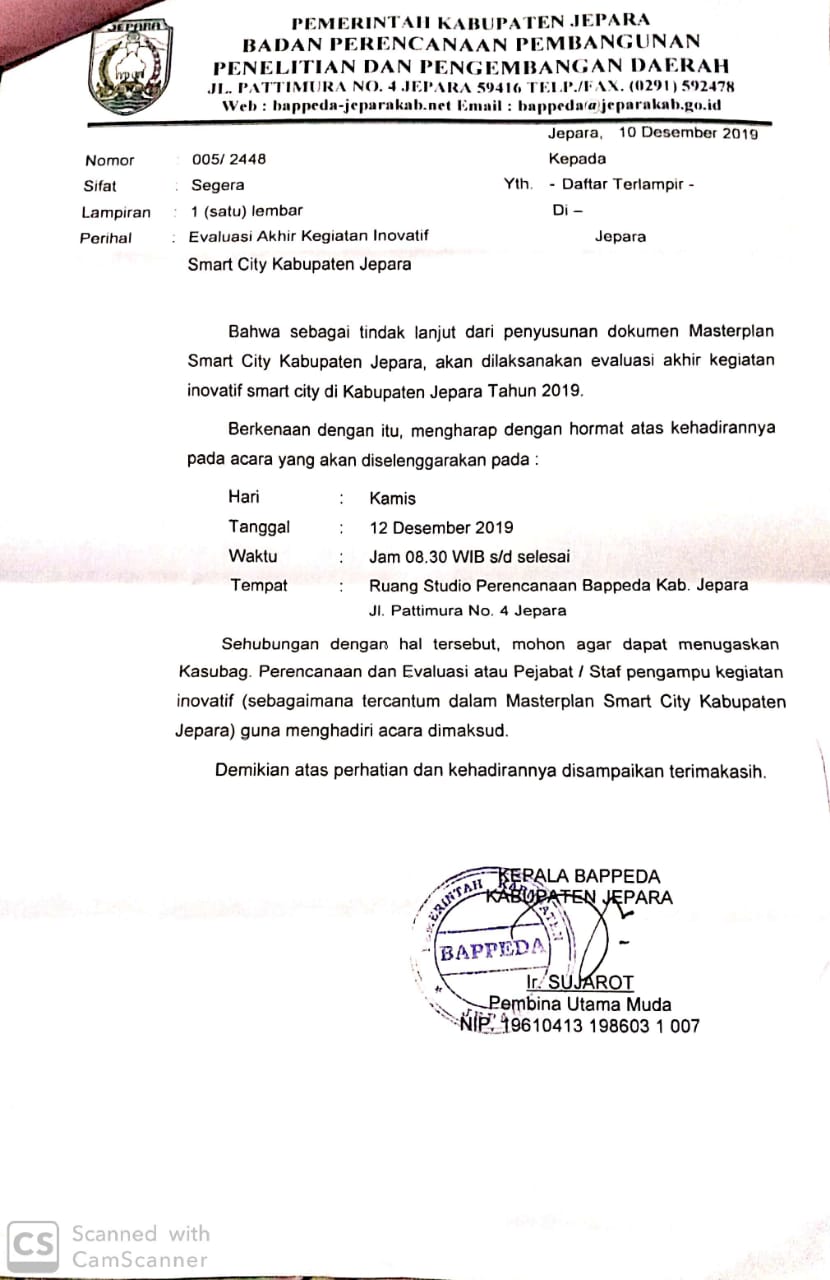 JEPARA
PEMERINTAH KABUPATEN JEPARA
BADAN PERENCANAAN PEMBANGUNAN
PENELITIAN DAN PENGEMBANGAN DAERAH
JL. PATTIMURA NO. 4 JEPARA 59416 TELP./FAX. (0291) 592478
Web : bappeda-jeparakab.net Email : bappeda@jeparakab.go.id
Jepara, 10 Desember 2019
Nomor : 005/ 2448 Kepada
Sifat : Segera Yth. - Daftar Terlampir -
Lampiran : 1 (satu) lembar Di –
Perihal : Evaluasi Akhir Kegiatan Inovatif Jepara
Smart City Kabupaten Jepara
Bahwa sebagai tindak lanjut dari penyusunan dokumen Masterplan
Smart City Kabupaten Jepara, akan dilaksanakan evaluasi akhir kegiatan
inovatif smart city di Kabupaten Jepara Tahun 2019.
Berkenaan dengan itu, mengharap dengan hormat atas kehadirannya
pada acara yang akan diselenggarakan pada :
Hari : Kamis
Tanggal : 12 Desember 2019
Waktu : Jam 08.30 WIB s/d selesai
Tempat : Ruang Studio Perencanaan Bappeda Kab. Jepara
Jl. Pattimura No. 4 Jepara
Sehubungan dengan hal tersebut, mohon agar dapat menugaskan
Kasubag. Perencanaan dan Evaluasi atau Pejabat / Staf pengampu kegiatan
inovatif (sebagaimana tercantum dalam Masterplan Smart City Kabupaten
Jepara) guna menghadiri acara dimaksud.
Demikian atas perhatian dan kehadirannya disampaikan terimakasih.
KEPALA BAPPEDA
KABUPATEN JEPARA
PEMERINTAH KABUPATEN
BAPPEDA
JEPARA
Ir. SUJAROT
Pembina Utama Muda
NIP. 19610413 198603 1 007
CS Scanned with
CamScanner